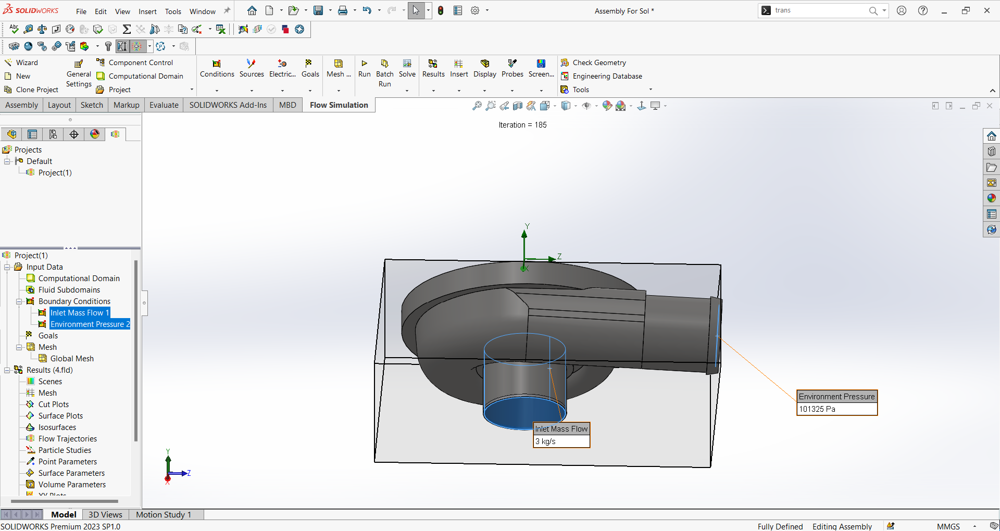 SOLIDWORKS
File Edit View Insert Tools Window
Assembly For Sol *
trans
Wizard
New
Clone Project
General Settings
Component Control
Computational Domain
Project
Conditions
Sources
Electric...
Goals
Mesh ...
Run
Batch Run
Solve
Results
Insert
Display
Probes
Screen...
Check Geometry
Engineering Database
Tools
Assembly Layout Sketch Markup Evaluate SOLIDWORKS Add-Ins MBD Flow Simulation
Iteration = 185
Projects
Default
Project(1)
Project(1)
Input Data
Computational Domain
Fluid Subdomains
Boundary Conditions
Inlet Mass Flow 1
Environment Pressure 2
Goals
Mesh
Global Mesh
Results (4.fld)
Scenes
Mesh
Cut Plots
Surface Plots
Isosurfaces
Flow Trajectories
Particle Studies
Point Parameters
Surface Parameters
Volume Parameters
XY Plots
Y
Z
X
Environment Pressure
101325 Pa
Inlet Mass Flow
3 kg/s
Y
Z
X
Model 3D Views Motion Study 1
SOLIDWORKS Premium 2023 SP1.0
Fully Defined Editing Assembly MMGS